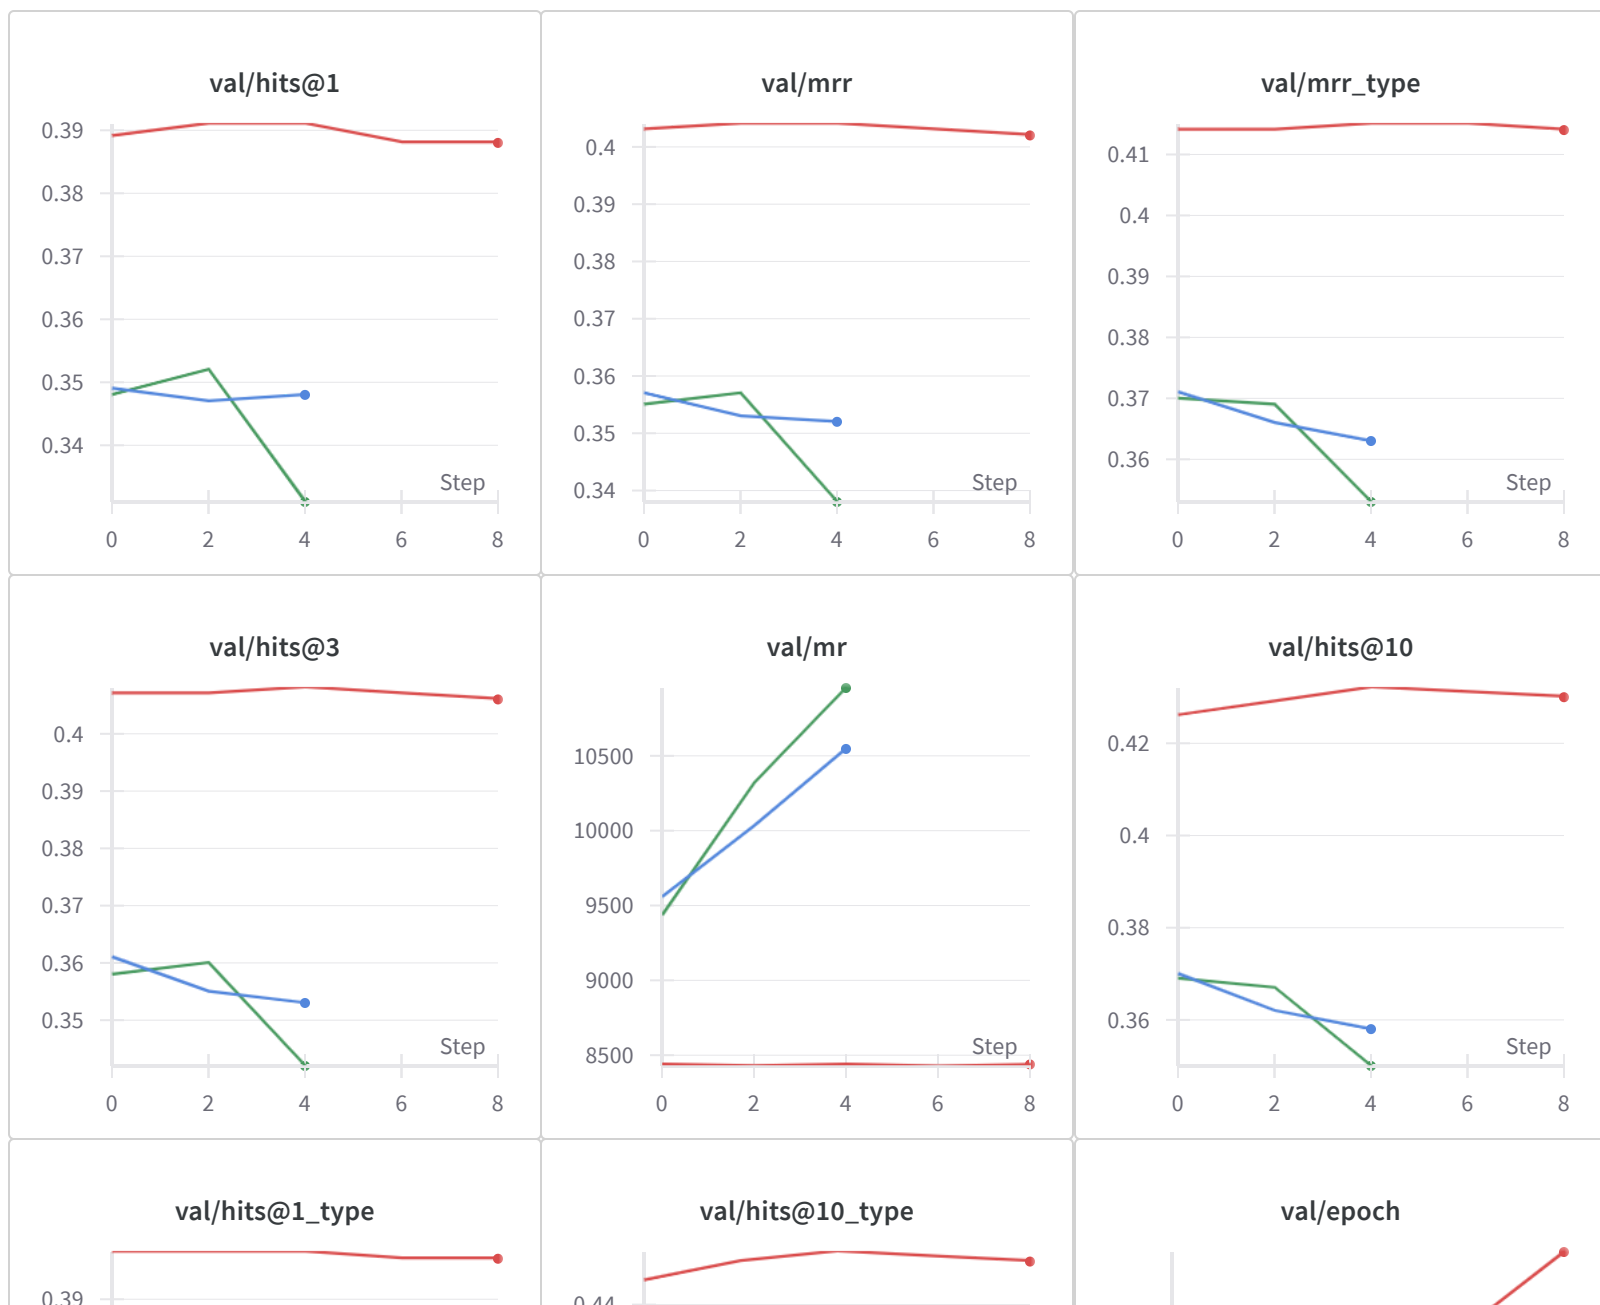 val/hits@1
0.39
0.38
0.37
0.36
0.35
0.34
Step
0 2 4 6 8
val/mrr
0.4
0.39
0.38
0.37
0.36
0.35
0.34
Step
0 2 4 6 8
val/mrr_type
0.41
0.4
0.39
0.38
0.37
0.36
Step
0 2 4 6 8
val/hits@3
0.4
0.39
0.38
0.37
0.36
0.35
Step
0 2 4 6 8
val/mr
10500
10000
9500
9000
8500
Step
0 2 4 6 8
val/hits@10
0.42
0.4
0.38
0.36
Step
0 2 4 6 8
val/hits@1_type
0.39
val/hits@10_type
0.44
val/epoch